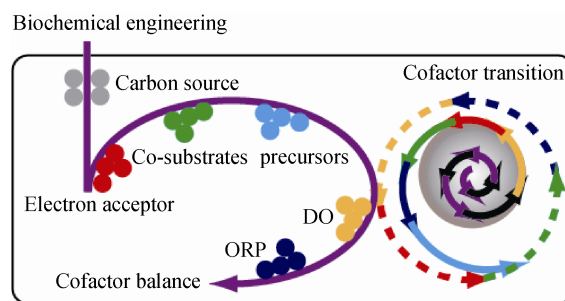 Biochemical engineering
Carbon source
Cofactor transition
Co-substrates precursors
Electron acceptor
DO
ORP
Cofactor balance